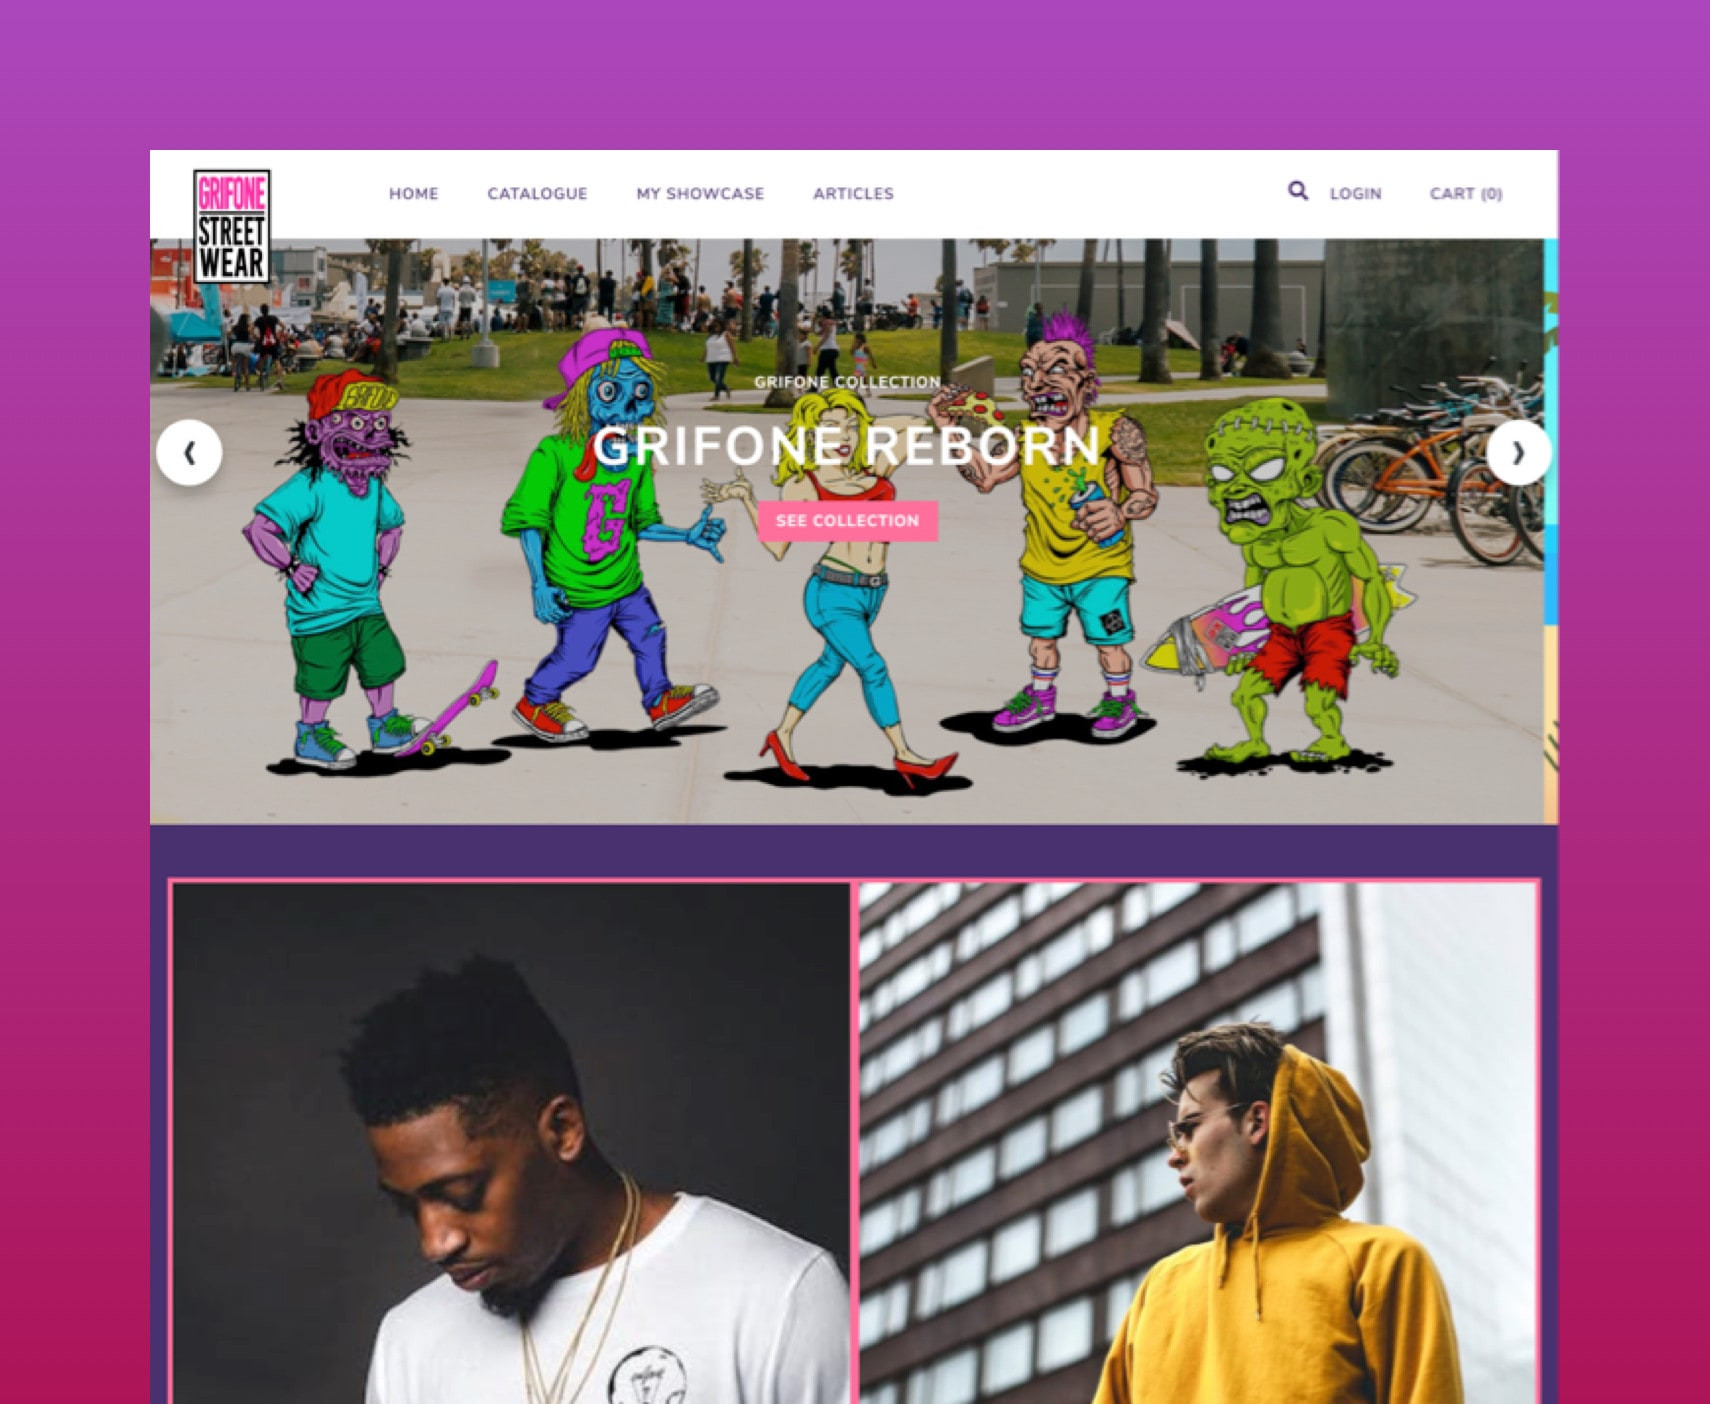 GRIFONE
STREET
WEAR
HOME CATALOGUE MY SHOWCASE ARTICLES LOGIN CART (0)
GRIFONE COLLECTION
GRIFONE REBORN
SEE COLLECTION
G
G